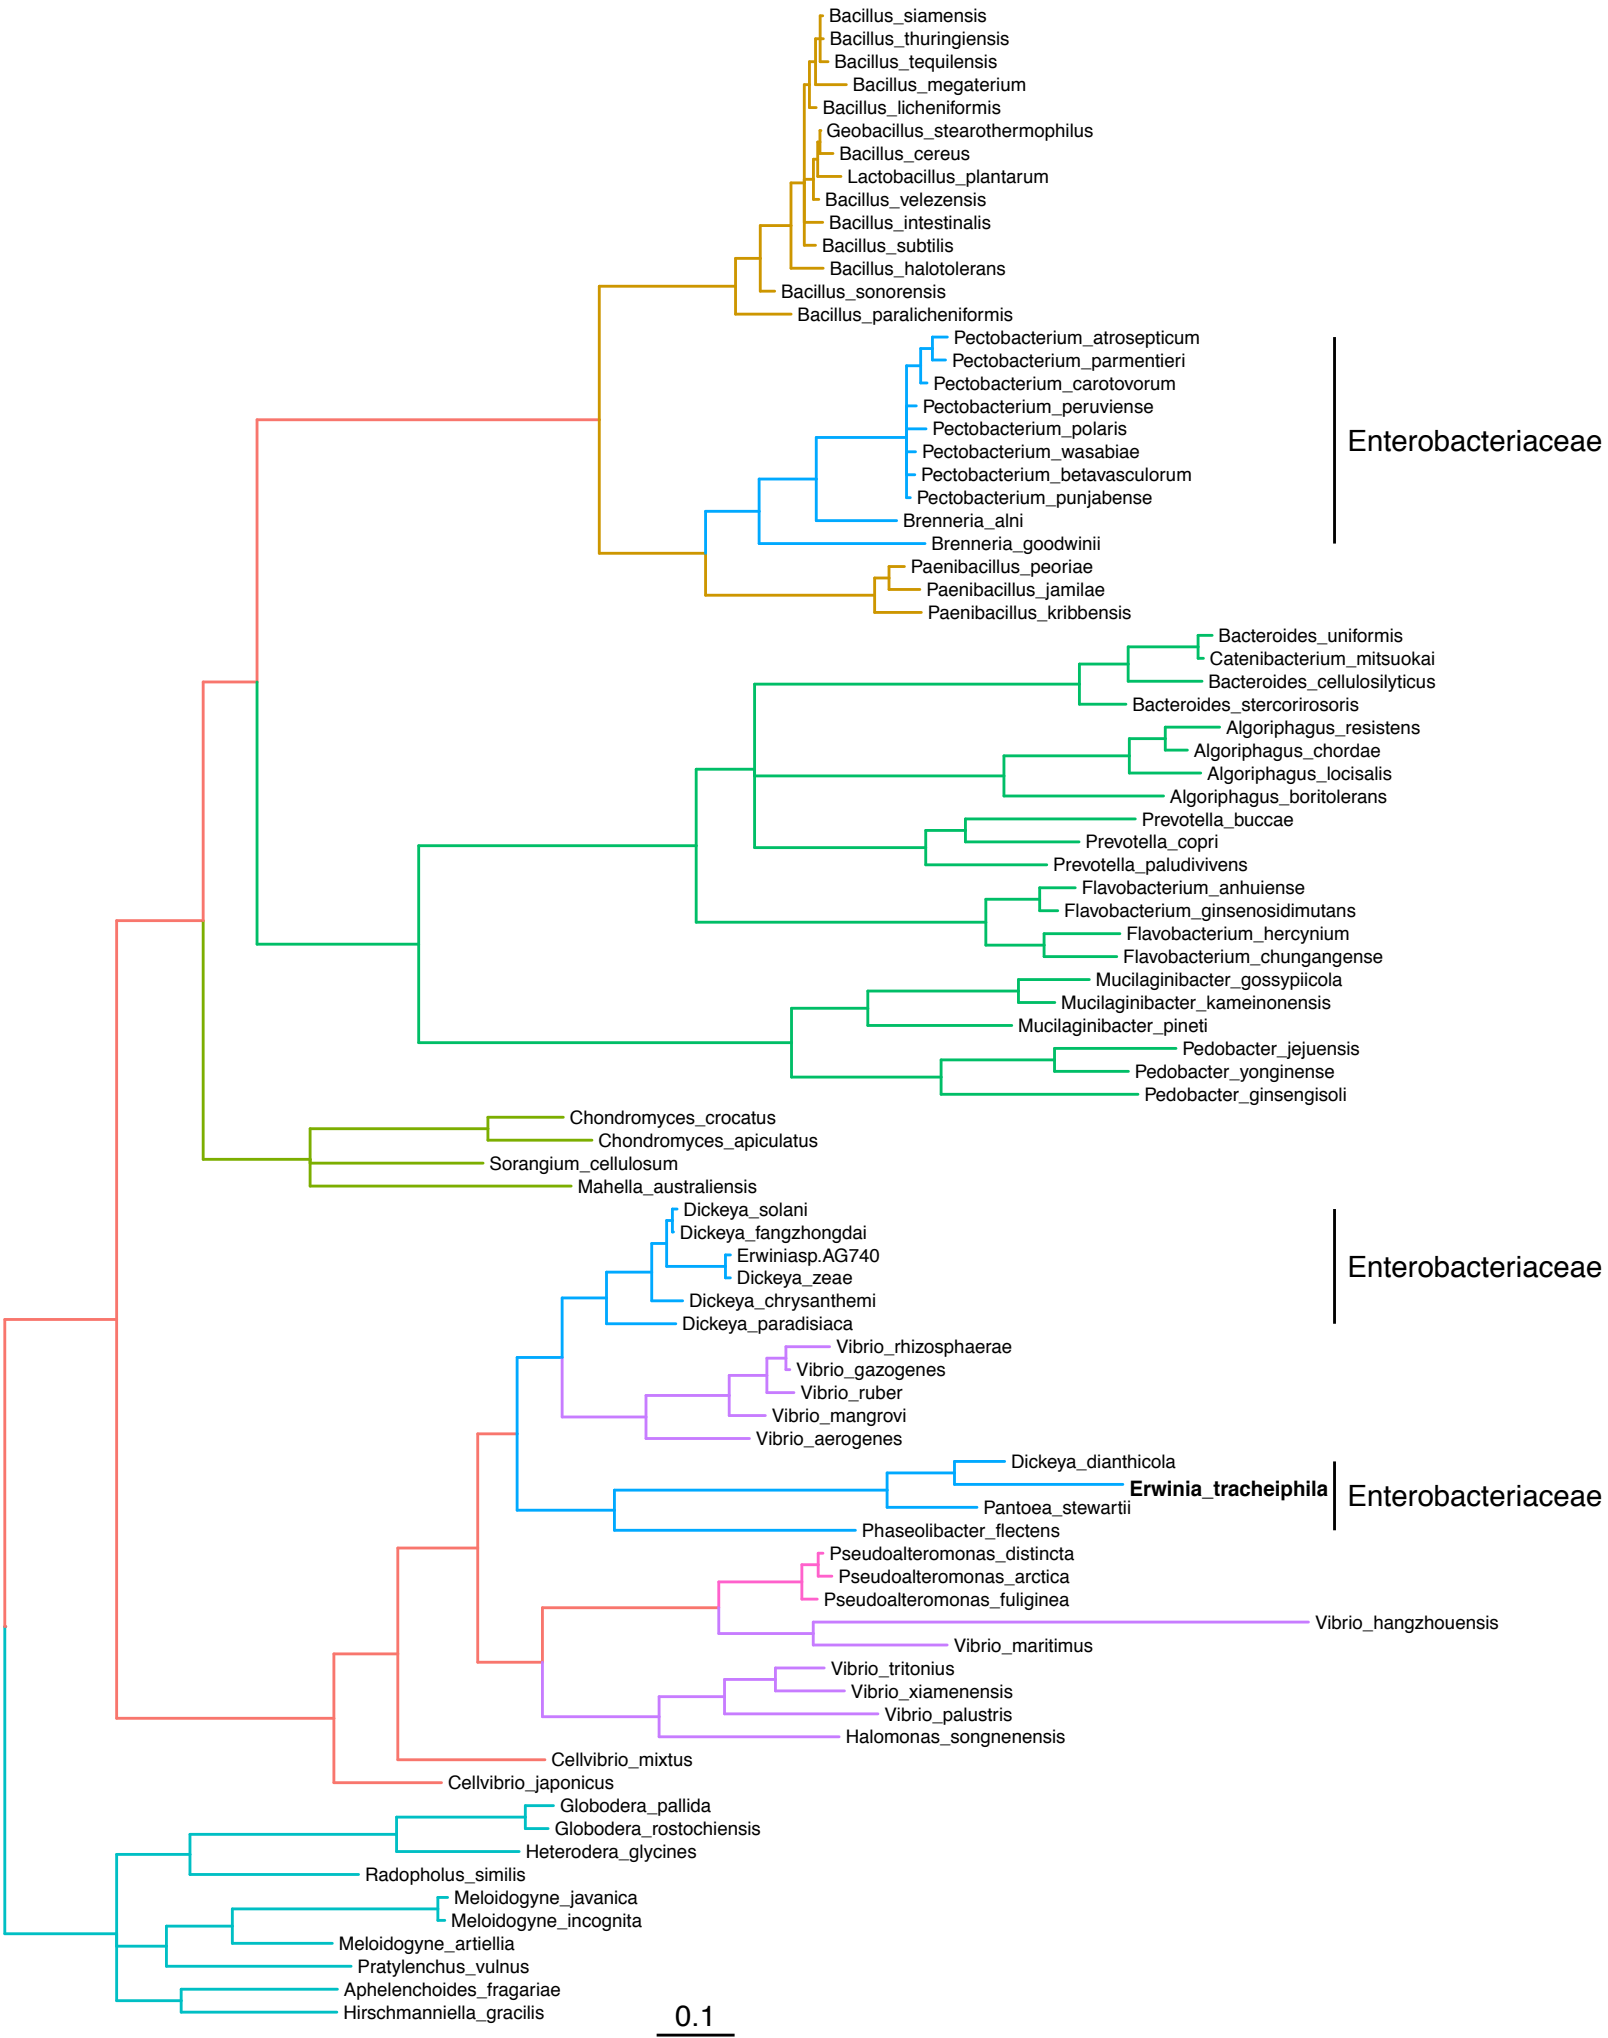 Bacillus_siamensis
Bacillus_thuringiensis
Bacillus_tequilensis
Bacillus_megaterium
Bacillus_licheniformis
Geobacillus_stearothermophilus
Bacillus_cereus
Lactobacillus_plantarum
Bacillus_velezensis
Bacillus_intestinalis
Bacillus_subtilis
Bacillus_halotolerans
Bacillus_sonorensis
Bacillus_paralicheniformis
Pectobacterium_atrosepticum
Pectobacterium_parmentieri
Pectobacterium_carotovorum
Pectobacterium_peruviense
Pectobacterium_polaris
Enterobacteriaceae
Pectobacterium_wasabiae
Pectobacterium_betavasculorum
Pectobacterium_punjabense
Brenneria_alni
Brenneria_goodwinii
Paenibacillus_peoriae
Paenibacillus_jamilae
Paenibacillus_kribbensis
Bacteroides_uniformis
Catenibacterium_mitsuokai
Bacteroides_cellulosilyticus
Bacteroides_stercorirosoris
Algoriphagus_resistens
Algoriphagus_chordae
Algoriphagus_locisalis
Algoriphagus_boritolerans
Prevotella_buccae
Prevotella_copri
Prevotella_paludivivens
Flavobacterium_anhuiense
Flavobacterium_ginsenosidimutans
Flavobacterium_hercynium
Flavobacterium_chungangense
Mucilaginibacter_gossypiicola
Mucilaginibacter_kameinonensis
Mucilaginibacter_pineti
Pedobacter_jejuensis
Pedobacter_yonginense
Pedobacter_ginsengisoli
Chondromyces_crocatus
Chondromyces_apiculatus
Sorangium_cellulosum
Mahella_australiensis
Dickeya_solani
Dickeya_fangzhongdai
Erwiniasp.AG740
Enterobacteriaceae
Dickeya_zeae
Dickeya_chrysanthemi
Dickeya_paradisiaca
Vibrio_rhizosphaerae
Vibrio_gazogenes
Vibrio_ruber
Vibrio_mangrovi
Vibrio_aerogenes
Dickeya_dianthicola
Erwinia_tracheiphila
Enterobacteriaceae
Pantoea_stewartii
Phaseolibacter_flectens
Pseudoalteromonas_distincta
Pseudoalteromonas_arctica
Pseudoalteromonas_fuliginea
Vibrio_hangzhouensis
Vibrio_maritimus
Vibrio_tritonius
Vibrio_xiamenensis
Vibrio_palustris
Halomonas_songnenensis
Cellvibrio_mixtus
Cellvibrio_japonicus
Globodera_pallida
Globodera_rostochiensis
Heterodera_glycines
Radopholus_similis
Meloidogyne_javanica
Meloidogyne_incognita
Meloidogyne_artiellia
Pratylenchus_vulnus
Aphelenchoides_fragariae
Hirschmanniella_gracilis
0.1